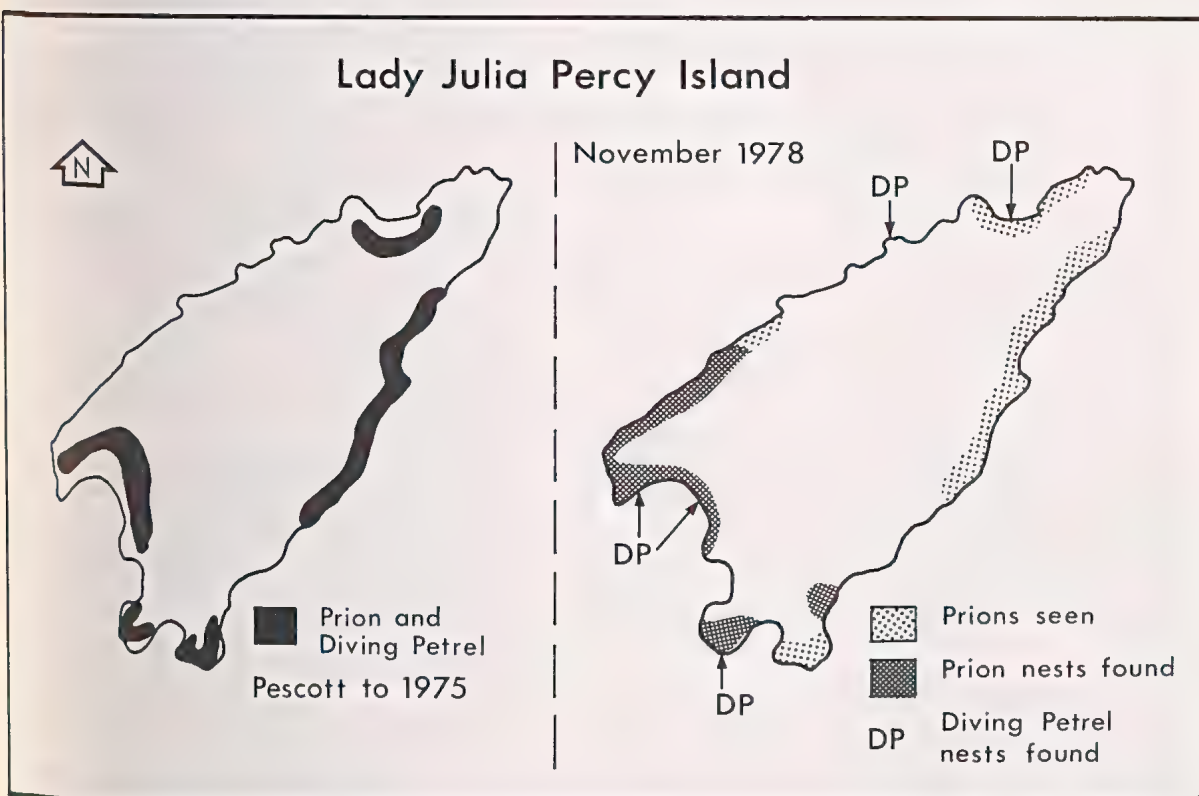 Lady Julia Percy Island
N
Prion and
Diving Petrel
Pescott to 1975
November 1978
DP
DP
DP
DP
Prions seen
Prion nests found
DP Diving Petrel
nests found